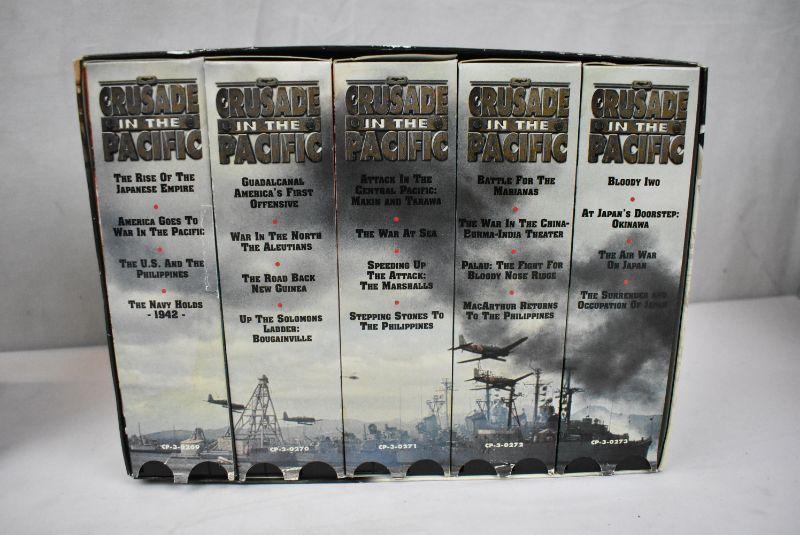 CRUSADE
IN THE
PACIFIC
THE RISE OF THE
JAPANESE EMPIRE
AMERICA GOES TO
WAR IN THE PACIFIC
THE U.S. AND THE
PHILIPPINES
THE NAVY HOLDS
- 1942 -
CP-3-0269
CRUSADE
IN THE
PACIFIC
GUADALCANAL
AMERICA'S FIRST
OFFENSIVE
WAR IN THE NORTH
THE ALEUTIANS
THE ROAD BACK
NEW GUINEA
UP THE SOLOMONS
LADDER:
BOUGAINVILLE
CP-3-0270
CRUSADE
IN THE
PACIFIC
ATTACK IN THE
CENTRAL PACIFIC:
MAKIN AND TARAWA
THE WAR AT SEA
SPEEDING UP
THE ATTACK:
THE MARSHALLS
STEPPING STONES TO
THE PHILIPPINES
CP-3-0271
CRUSADE
IN THE
PACIFIC
BATTLE FOR THE
MARIANAS
THE WAR IN THE CHINA-
BURMA-INDIA THEATER
PALAU: THE FIGHT FOR
BLOODY NOSE RIDGE
MACARTHUR RETURNS
TO THE PHILIPPINES
CP-3-0272
CRUSADE
IN THE
PACIFIC
BLOODY IWO
AT JAPAN'S DOORSTEP:
OKINAWA
THE AIR WAR
ON JAPAN
THE SURRENDER AND
OCCUPATION OF JAPAN
CP-3-0273